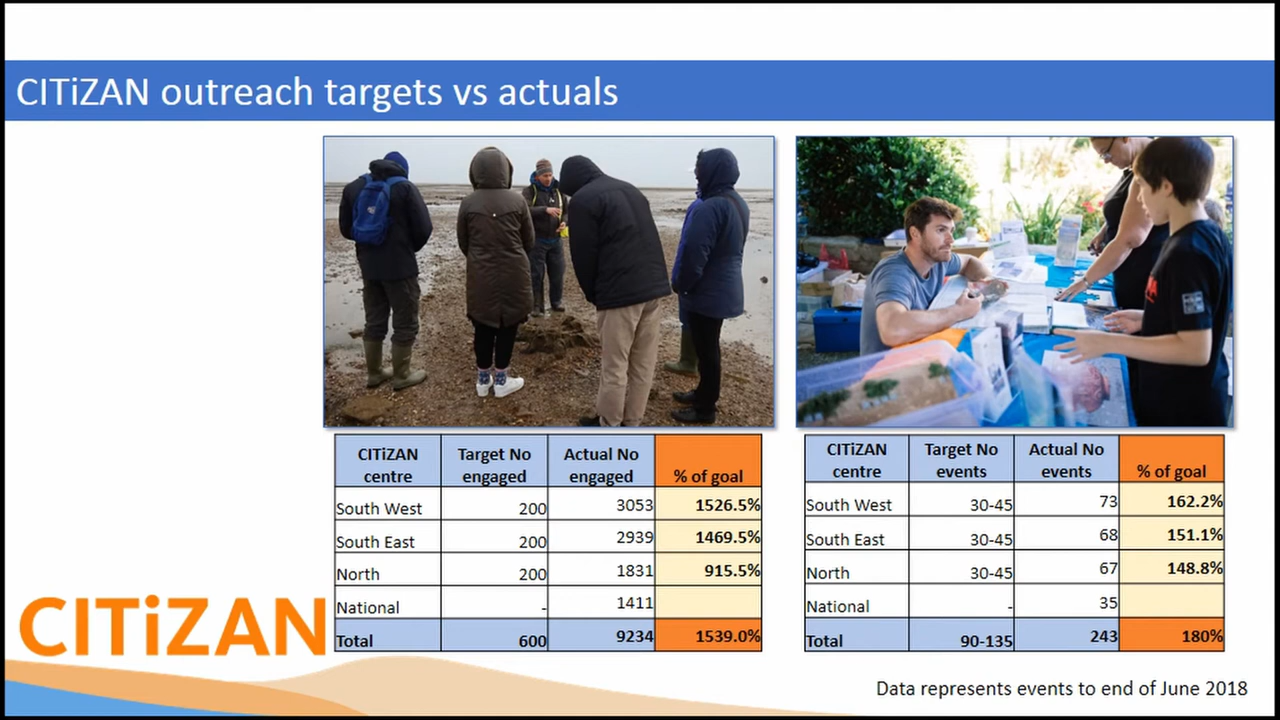 CITiZAN outreach targets vs actuals
CITiZAN centre Target No engaged Actual No engaged % of goal
South West 200 3053 1526.5%
South East 200 2939 1469.5%
North 200 1831 915.5%
National - 1411
Total 600 9234 1539.0%
CITiZAN centre Target No events Actual No events % of goal
South West 30-45 73 162.2%
South East 30-45 68 151.1%
North 30-45 67 148.8%
National - 35
Total 90-135 243 180%
CITiZAN
Data represents events to end of June 2018